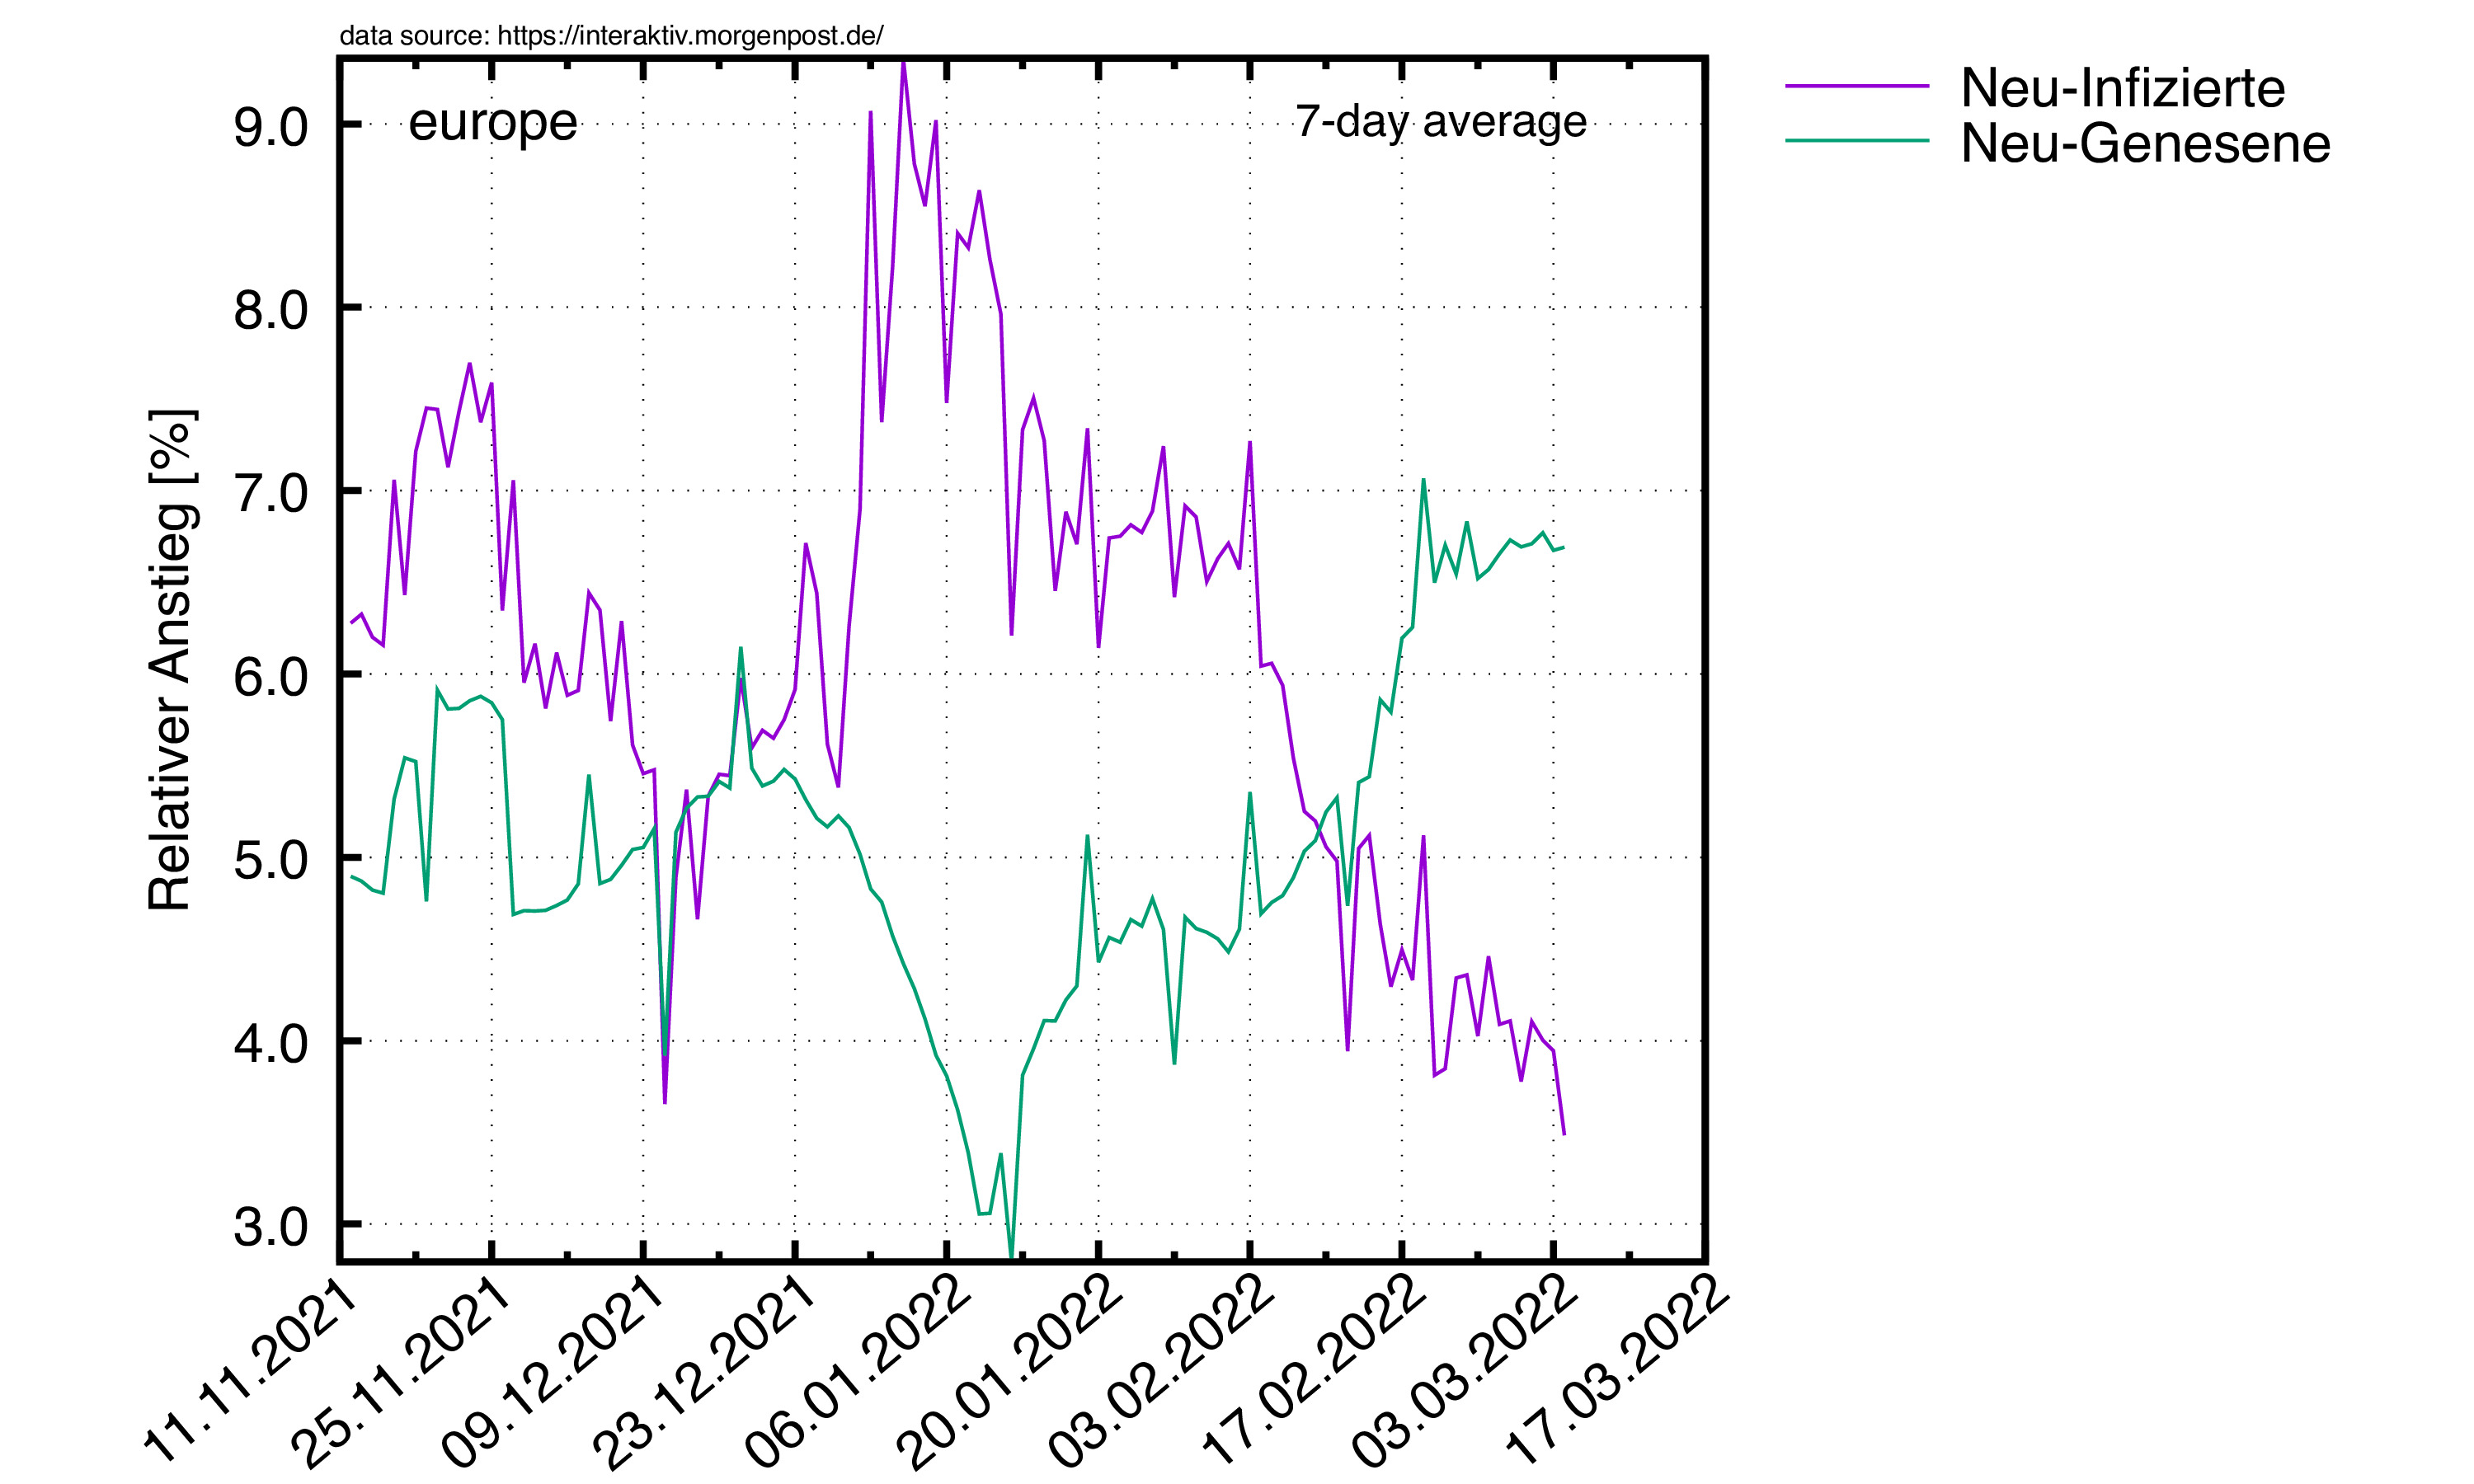 data source: https://interaktiv.morgenpost.de/
europe
7-day average
Neu-Infizierte
Neu-Genesene
Relativer Anstieg [%]
9.0
8.0
7.0
6.0
5.0
4.0
3.0
11.11.2021
25.11.2021
09.12.2021
23.12.2021
06.01.2022
20.01.2022
03.02.2022
17.02.2022
03.03.2022
17.03.2022